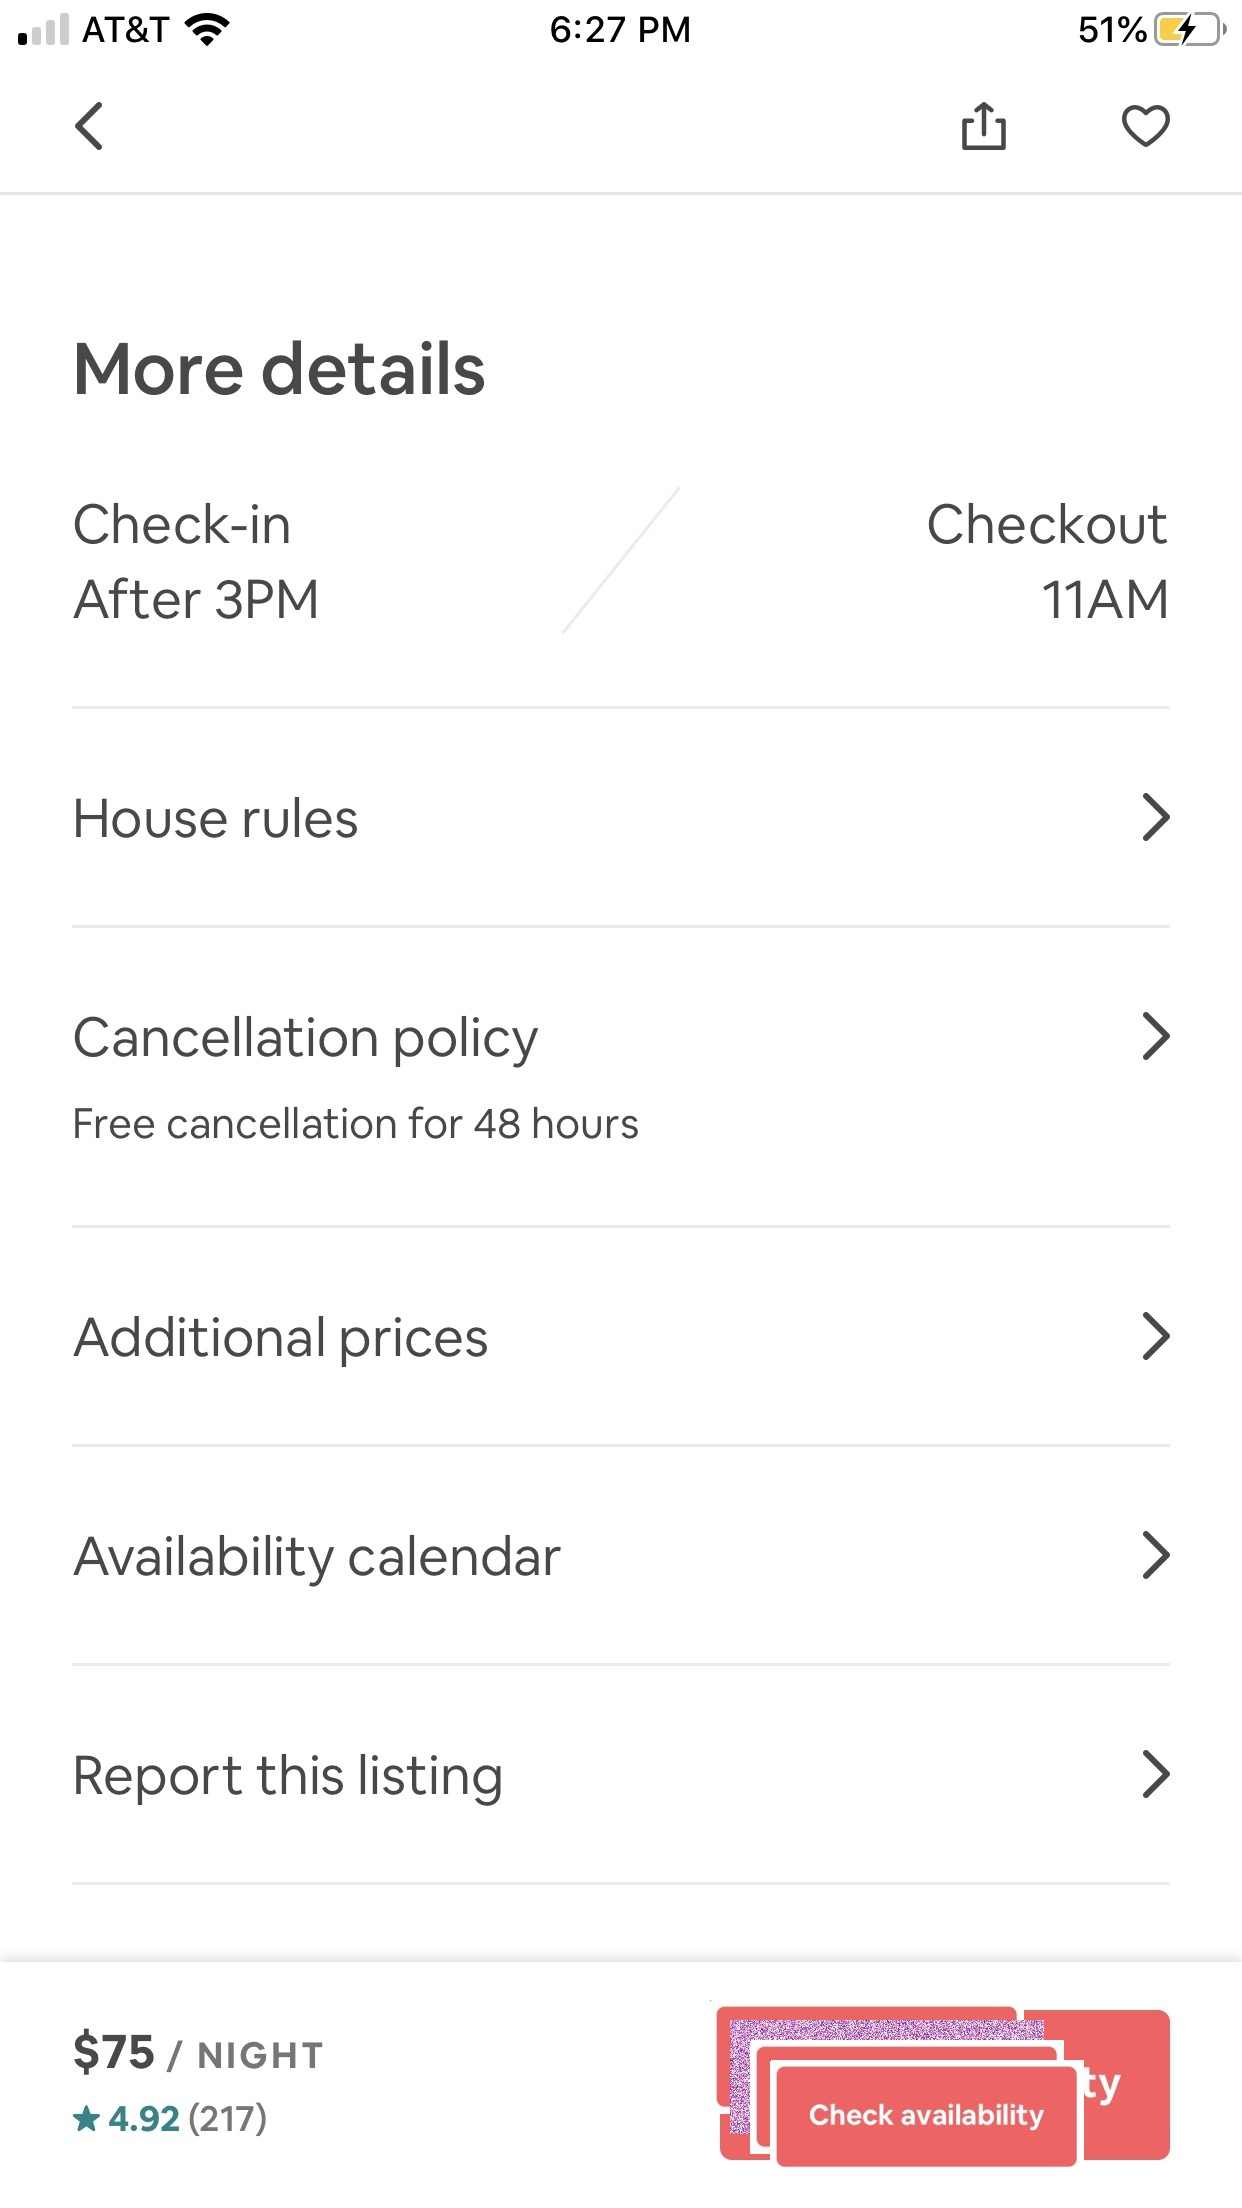 AT&T 6:27 PM 51%
More details
Check-in
Checkout
After 3PM
11AM
House rules
Cancellation policy
Free cancellation for 48 hours
Additional prices
Availability calendar
Report this listing
$75 / NIGHT
4.92 (217)
ty
Check availability